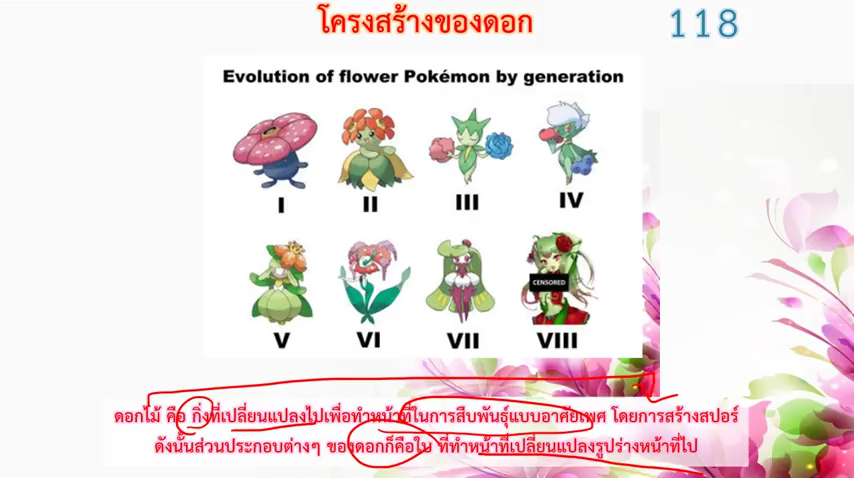 โครงสร้างของดอก
118
Evolution of flower Pokémon by generation
I II III IV
CENSORED
V VI VII VIII
ดอกไม้ คือ กิ่งที่เปลี่ยนแปลงไปเพื่อทำหน้าที่ในการสืบพันธุ์แบบอาศัยเพศ โดยการสร้างสปอร์
ดังนั้นส่วนประกอบต่างๆ ของดอกก็คือใบ ที่ทำหน้าที่เปลี่ยนแปลงรูปร่างหน้าที่ไป